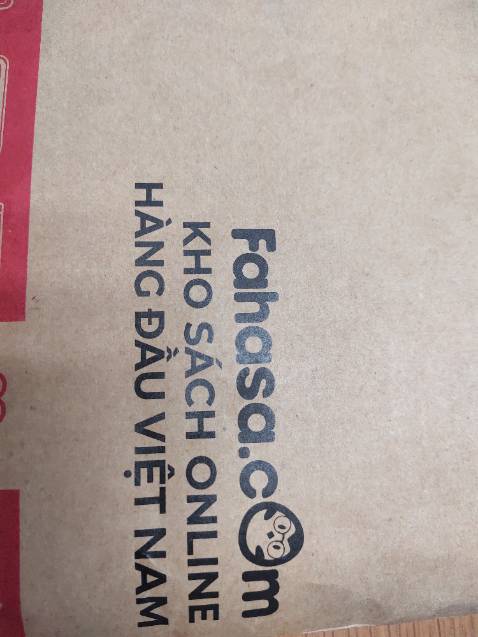 Fahasa.com
KHO SÁCH ONLINE
HÀNG ĐẦU VIỆT NAM